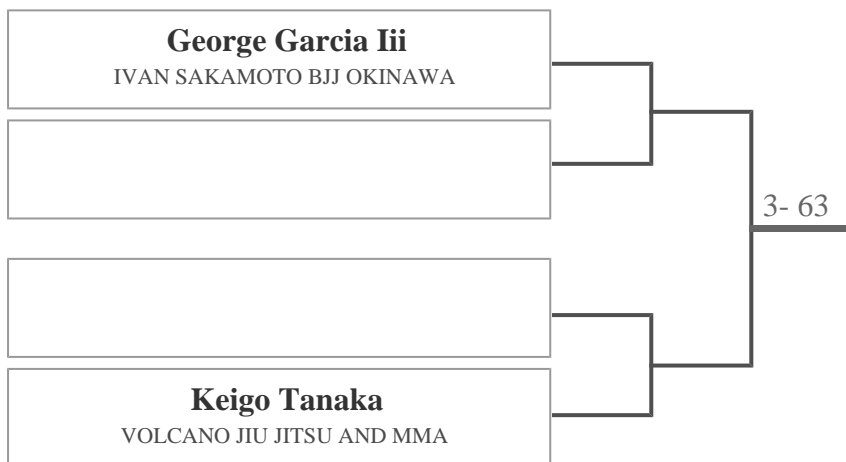 George Garcia Iii
IVAN SAKAMOTO BJJ OKINAWA
3- 63
Keigo Tanaka
VOLCANO JIU JITSU AND MMA